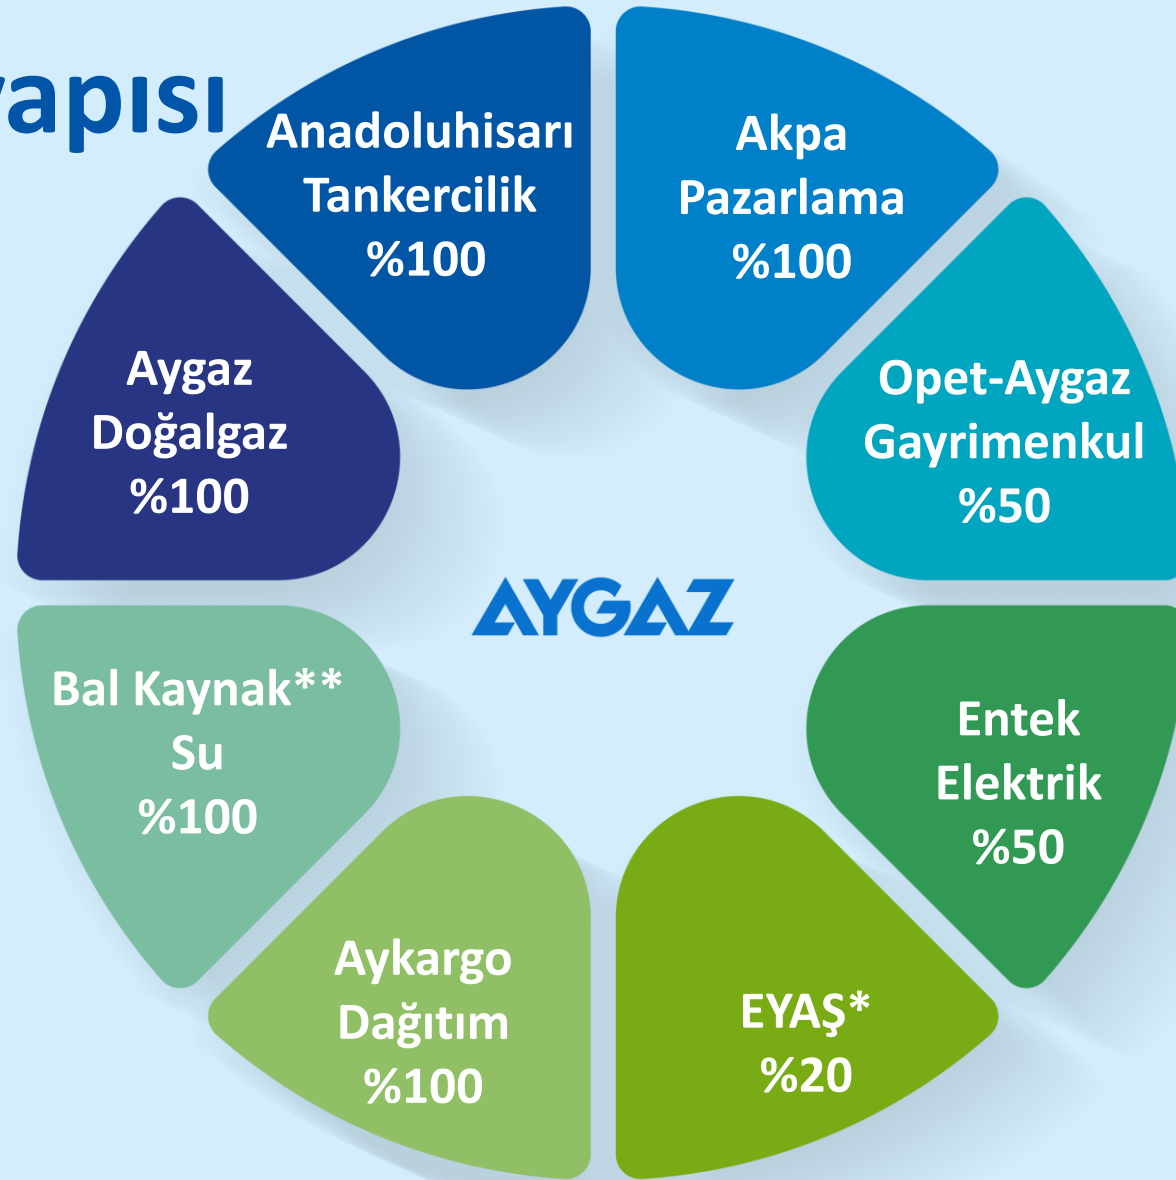 yapısı
Anadoluhisarı
Tankercilik
%100
Akpa
Pazarlama
%100
Aygaz
Doğalgaz
%100
Opet-Aygaz
Gayrimenkul
%50
AYGAZ
Bal Kaynak**
Su
%100
Entek
Elektrik
%50
Aykargo
Dağıtım
%100
EYAŞ*
%20